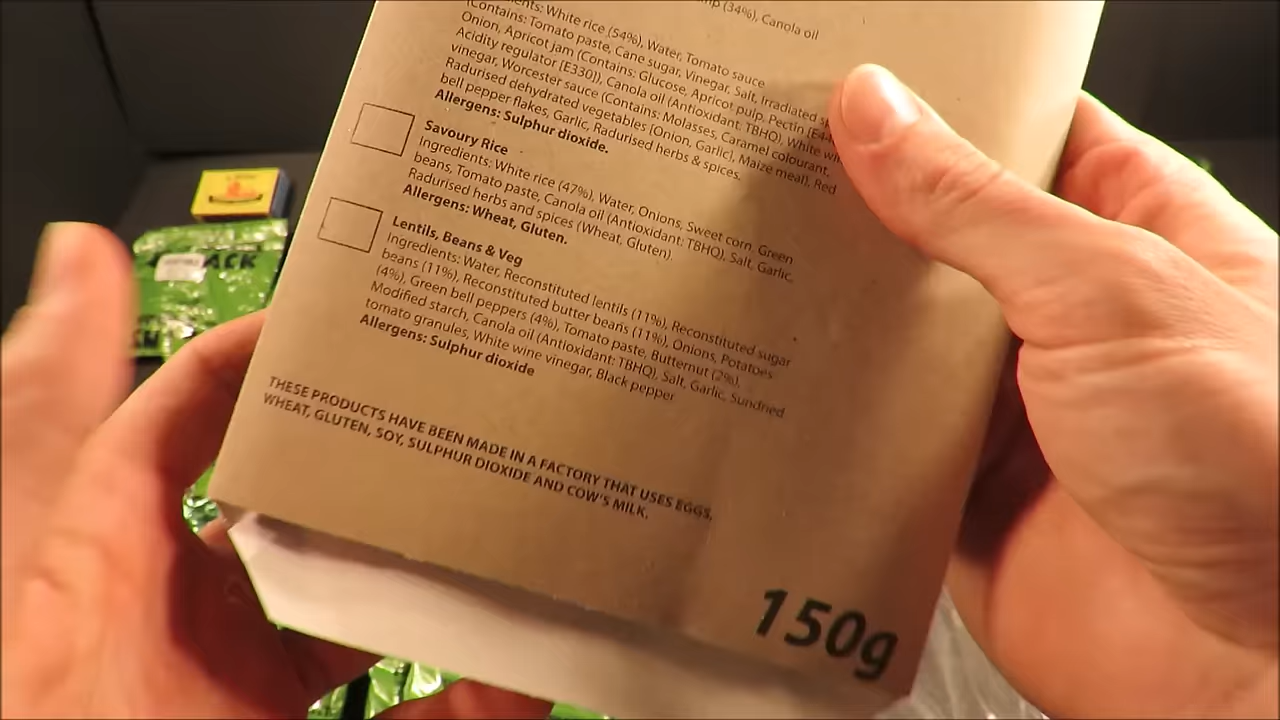 (34%), Canola oil
White rice (54%), Water, Tomato sauce
(Contains: Tomato paste, Cane sugar, Vinegar, Salt, Irradiated
Onion, Apricot Jam (Contains: Glucose, Apricot pulp, Pectin
Acidity regulator [E330]), Canola oil (Antioxidant: TBHQ), White
vinegar, Worcester sauce (Contains: Molasses, Caramel colourant,
Radurised dehydrated vegetables [Onion, Garlic], Maize meal), Red
bell pepper flakes, Garlic, Radurised herbs & spices.
Allergens: Sulphur dioxide.
Savoury Rice
Ingredients: White rice (47%), Water, Onions, Sweet corn, Green
beans, Tomato paste, Canola oil (Antioxidant: TBHQ), Salt, Garlic,
Radurised herbs and spices (Wheat, Gluten).
Allergens: Wheat, Gluten.
Lentils, Beans & Veg
Ingredients: Water, Reconstituted lentils (11%), Reconstituted sugar
beans (11%), Reconstituted butter beans (11%), Onions, Potatoes
(4%), Green bell peppers (4%), Tomato paste, Butternut (2%),
Modified starch, Canola oil (Antioxidant: TBHQ), Salt, Garlic, Sundried
tomato granules, White wine vinegar, Black pepper
Allergens: Sulphur dioxide
THESE PRODUCTS HAVE BEEN MADE IN A FACTORY THAT USES EGGS,
WHEAT, GLUTEN, SOY, SULPHUR DIOXIDE AND COW'S MILK.
150g